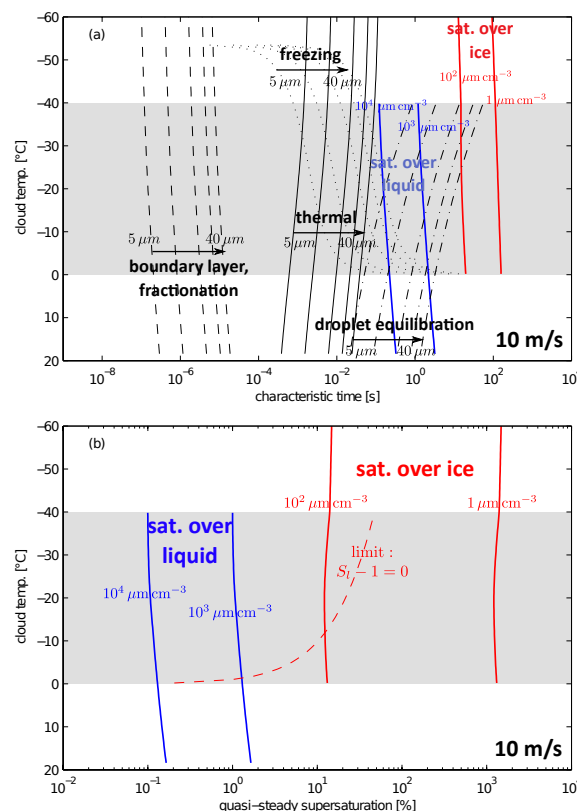 (a)
freezing
5 μm
40 μm
sat. over
ice
10² μm cm⁻³
1 μm cm⁻³
10⁴ μm cm⁻³
10³ μm cm⁻³
sat. over
liquid
thermal
5 μm
40 μm
5 μm
40 μm
boundary layer,
fractionation
droplet equilibration
5 μm
40 μm
10 m/s
cloud temp. [°C]
−60
−50
−40
−30
−20
−10
0
10
20
10⁻⁸ 10⁻⁶ 10⁻⁴ 10⁻² 10⁰ 10² 10⁴
characteristic time [s]
(b)
sat. over ice
10² μm cm⁻³
1 μm cm⁻³
sat. over
liquid
limit :
Sₗ − 1 = 0
10⁴ μm cm⁻³
10³ μm cm⁻³
10 m/s
cloud temp. [°C]
−60
−50
−40
−30
−20
−10
0
10
20
10⁻² 10⁻¹ 10⁰ 10¹ 10² 10³ 10⁴
quasi−steady supersaturation [%]